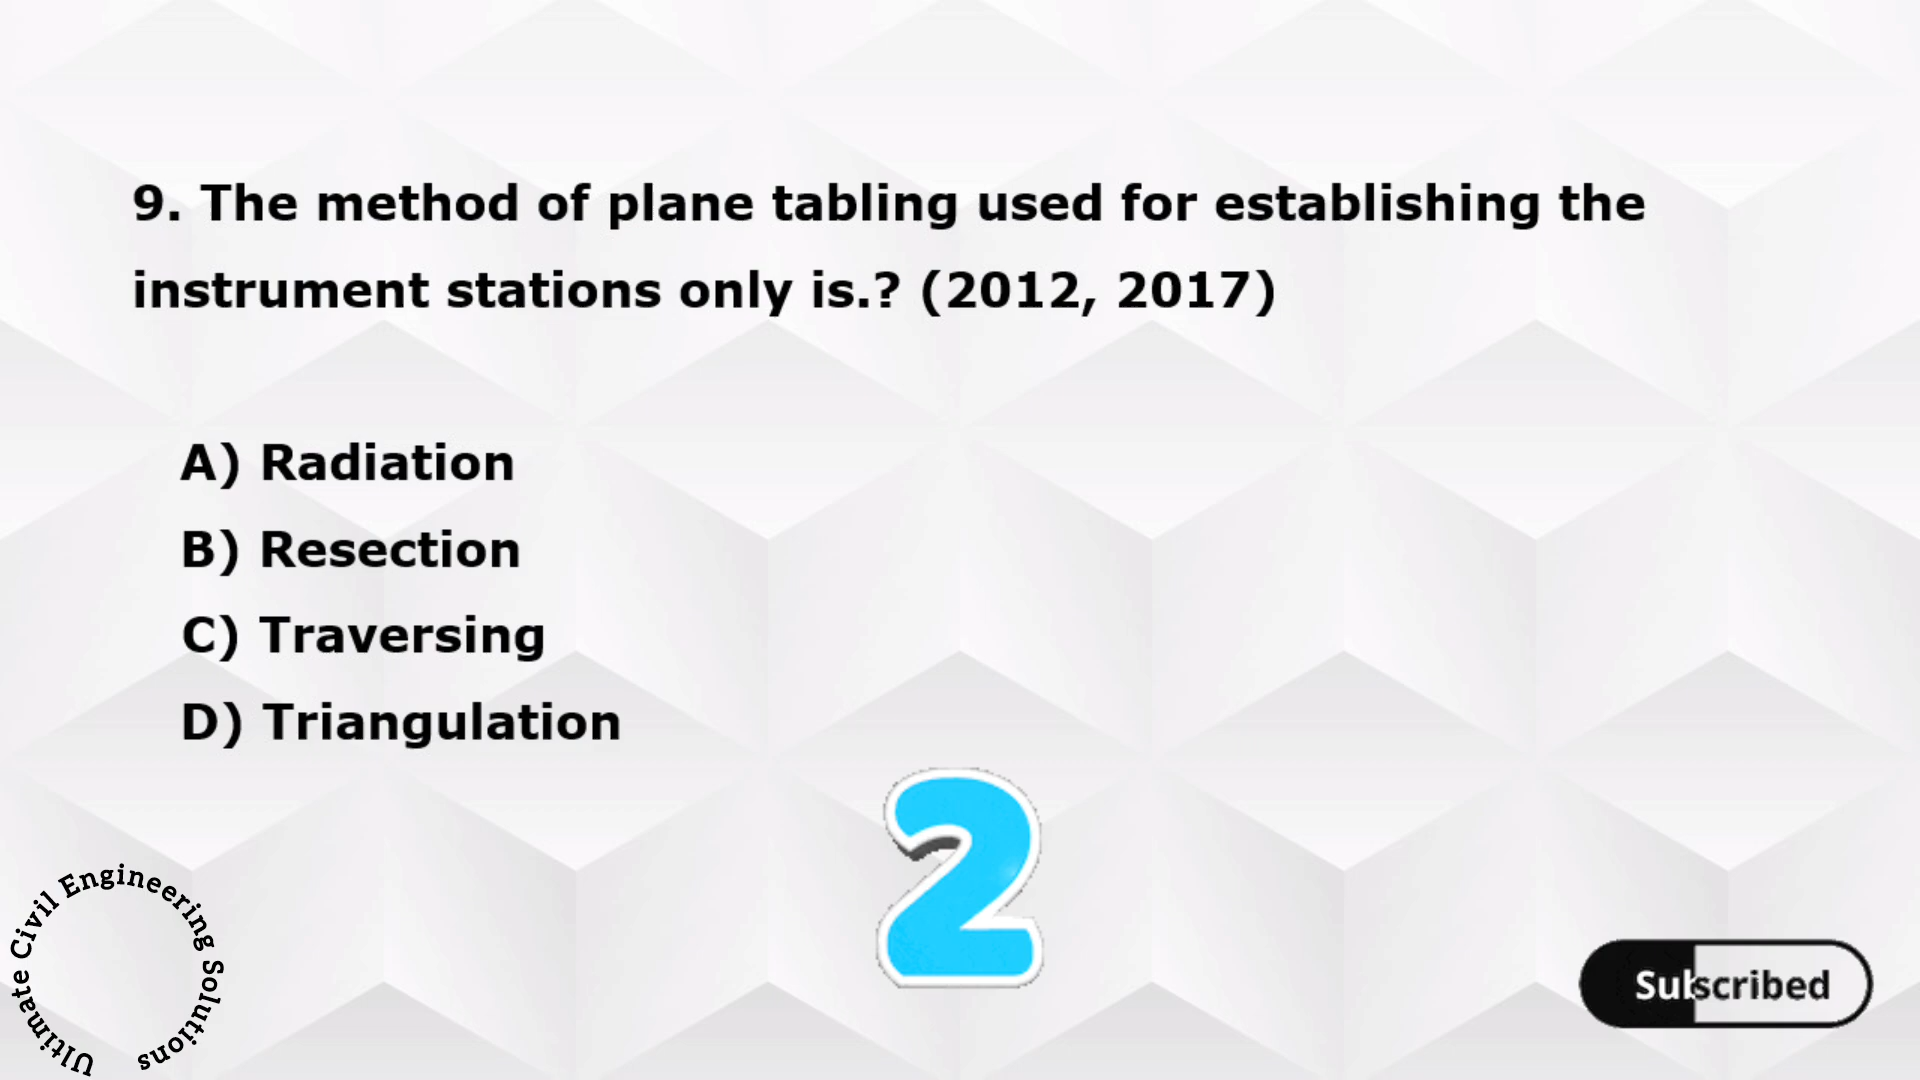 9. The method of plane tabling used for establishing the
instrument stations only is.? (2012, 2017)
A) Radiation
B) Resection
C) Traversing
D) Triangulation
2
Ultimate Civil Engineering Solutions
Subscribed